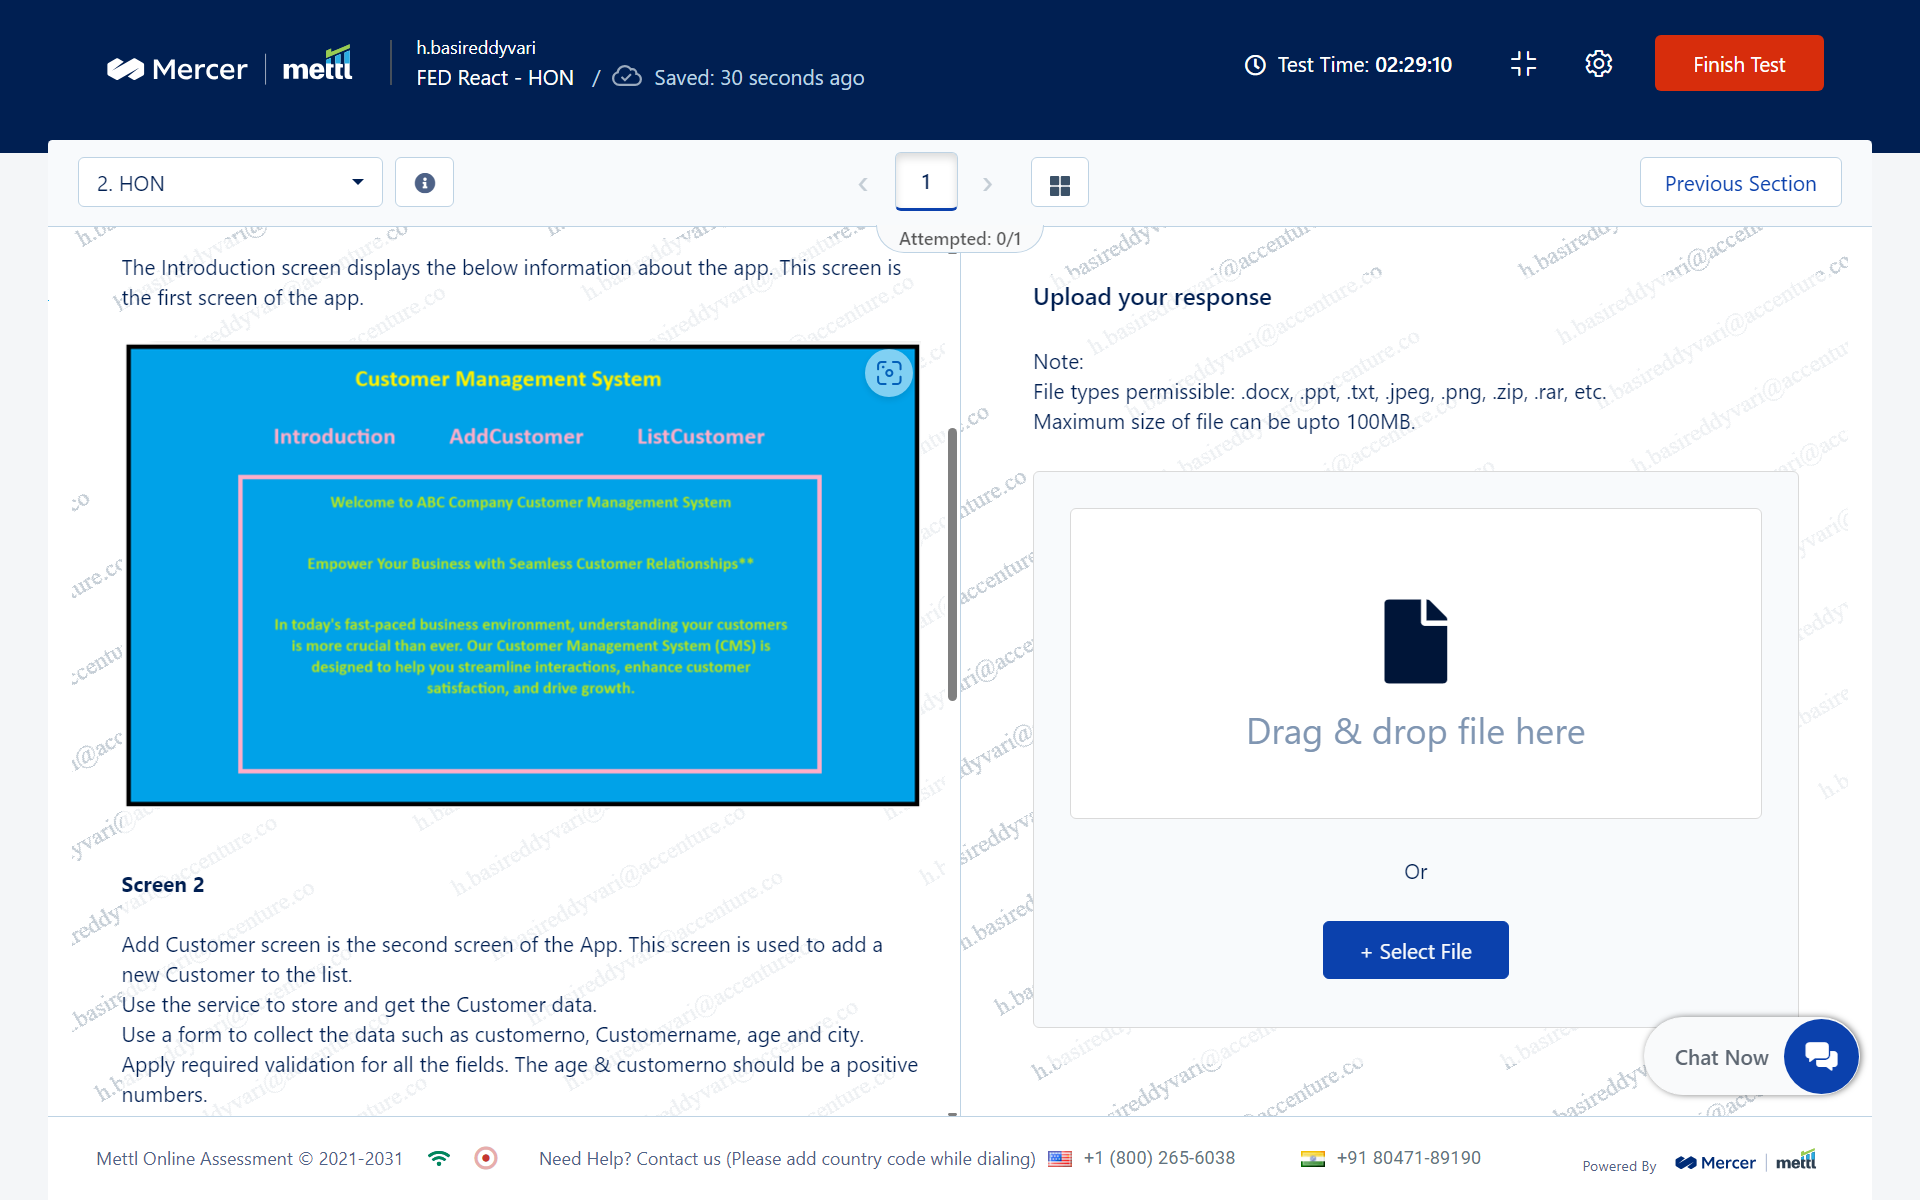 Mercer
mettl
h.basireddyvari
FED React - HON / Saved: 30 seconds ago
Test Time: 02:29:10
Finish Test
2. HON
1
Previous Section
Attempted: 0/1
The Introduction screen displays the below information about the app. This screen is
the first screen of the app.
Customer Management System
Introduction AddCustomer ListCustomer
Welcome to ABC Company Customer Management System
Empower Your Business with Seamless Customer Relationships**
In today's fast-paced business environment, understanding your customers
is more crucial than ever. Our Customer Management System (CMS) is
designed to help you streamline interactions, enhance customer
satisfaction, and drive growth.
Screen 2
Add Customer screen is the second screen of the App. This screen is used to add a
new Customer to the list.
Use the service to store and get the Customer data.
Use a form to collect the data such as customerno, Customername, age and city.
Apply required validation for all the fields. The age & customerno should be a positive
numbers.
Upload your response
Note:
File types permissible: .docx, .ppt, .txt, .jpeg, .png, .zip, .rar, etc.
Maximum size of file can be upto 100MB.
Drag & drop file here
Or
+ Select File
Chat Now
h.basireddyvari@accenture.co
Mettl Online Assessment © 2021-2031
Need Help? Contact us (Please add country code while dialing) +1 (800) 265-6038 +91 80471-89190
Powered By Mercer mettl